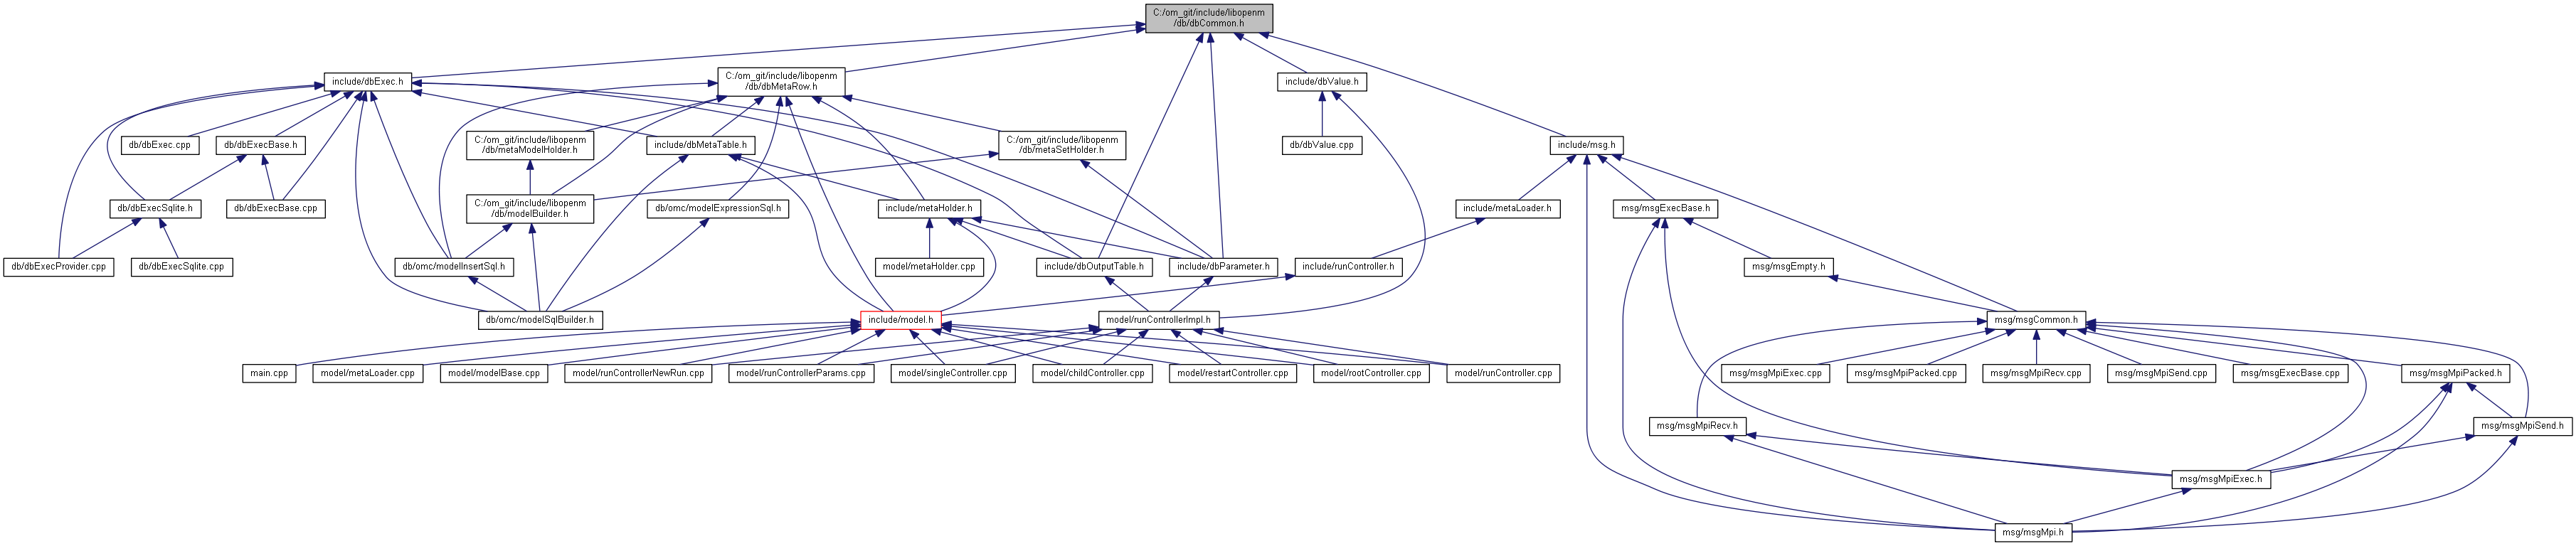 C:/om_git/include/libopenm
/db/dbCommon.h
include/dbExec.h
C:/om_git/include/libopenm
/db/dbMetaRow.h
include/dbValue.h
db/dbExec.cpp
db/dbExecBase.h
C:/om_git/include/libopenm
/db/metaModelHolder.h
include/dbMetaTable.h
C:/om_git/include/libopenm
/db/metaSetHolder.h
db/dbValue.cpp
include/msg.h
db/dbExecSqlite.h
db/dbExecBase.cpp
C:/om_git/include/libopenm
/db/modelBuilder.h
db/omc/modelExpressionSql.h
include/metaHolder.h
include/metaLoader.h
msg/msgExecBase.h
db/dbExecProvider.cpp
db/dbExecSqlite.cpp
db/omc/modelInsertSql.h
model/metaHolder.cpp
include/dbOutputTable.h
include/dbParameter.h
include/runController.h
msg/msgEmpty.h
db/omc/modelSqlBuilder.h
include/model.h
model/runControllerImpl.h
msg/msgCommon.h
main.cpp
model/metaLoader.cpp
model/modelBase.cpp
model/runControllerNewRun.cpp
model/runControllerParams.cpp
model/singleController.cpp
model/childController.cpp
model/restartController.cpp
model/rootController.cpp
model/runController.cpp
msg/msgMpiExec.cpp
msg/msgMpiPacked.cpp
msg/msgMpiRecv.cpp
msg/msgMpiSend.cpp
msg/msgExecBase.cpp
msg/msgMpiPacked.h
msg/msgMpiRecv.h
msg/msgMpiSend.h
msg/msgMpiExec.h
msg/msgMpi.h